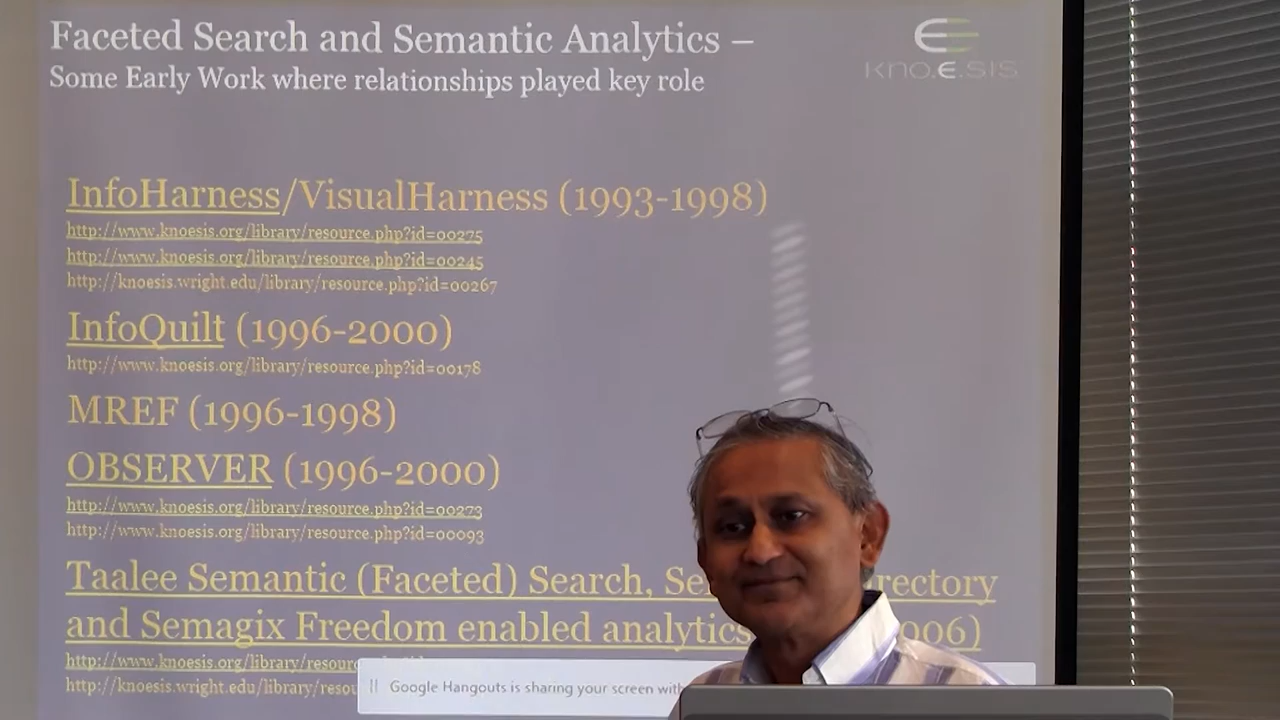 Faceted Search and Semantic Analytics –
Some Early Work where relationships played key role
kno.e.sis
InfoHarness/VisualHarness (1993-1998)
http://www.knoesis.org/library/resource.php?id=00275
http://www.knoesis.org/library/resource.php?id=00245
http://knoesis.wright.edu/library/resource.php?id=00267
InfoQuilt (1996-2000)
http://www.knoesis.org/library/resource.php?id=00178
MREF (1996-1998)
OBSERVER (1996-2000)
http://www.knoesis.org/library/resource.php?id=00273
http://www.knoesis.org/library/resource.php?id=00093
Taalee Semantic (Faceted) Search, Se rectory
and Semagix Freedom enabled analytics 006)
http://www.knoesis.org/library/resou
http://knoesis.wright.edu/library/resou
Google Hangouts is sharing your screen with